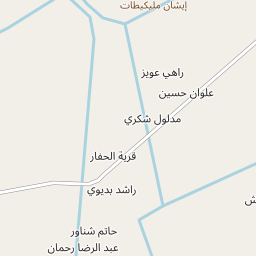 إيشان مليكيطات
راهي عويز
علوان حسين
مدلول شكري
قرية الحفار
راشد بديوي
حاتم شناور
عبد الرضا رحمان